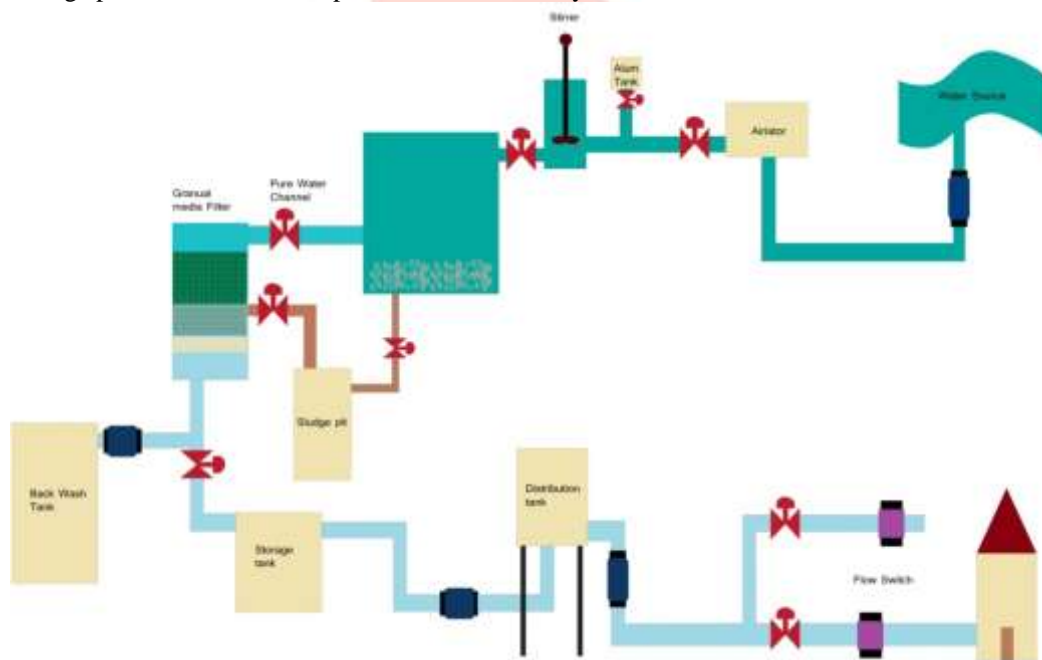 Stirrer
Alum
Tank
Water Source
Pure Water
Channel
Granual
media Filter
Sludge pit
Back Wash
Tank
Distribution
tank
Storage
tank
Flow Switch